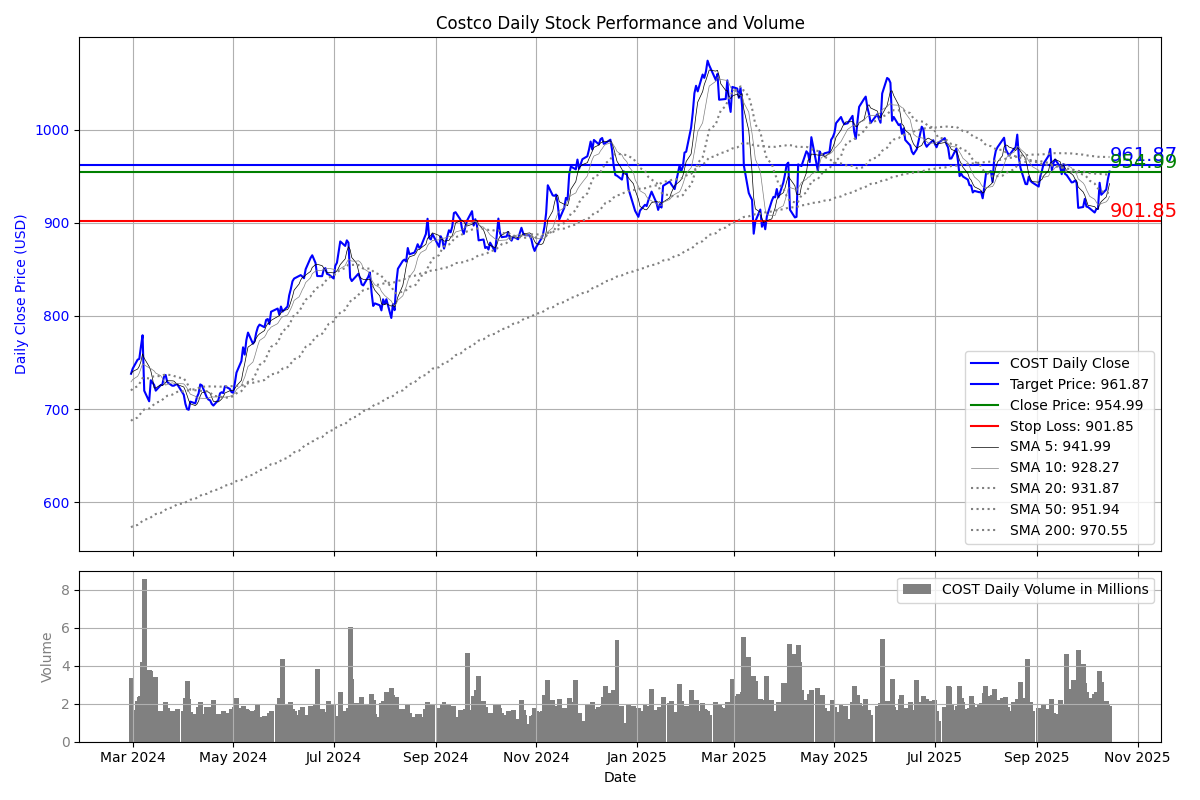 Costco Daily Stock Performance and Volume
Daily Close Price (USD)
1000
900
800
700
600
961.87
954.99
901.85
COST Daily Close
Target Price: 961.87
Close Price: 954.99
Stop Loss: 901.85
SMA 5: 941.99
SMA 10: 928.27
SMA 20: 931.87
SMA 50: 951.94
SMA 200: 970.55
Volume
8
6
4
2
0
COST Daily Volume in Millions
Mar 2024 May 2024 Jul 2024 Sep 2024 Nov 2024 Jan 2025 Mar 2025 May 2025 Jul 2025 Sep 2025 Nov 2025
Date